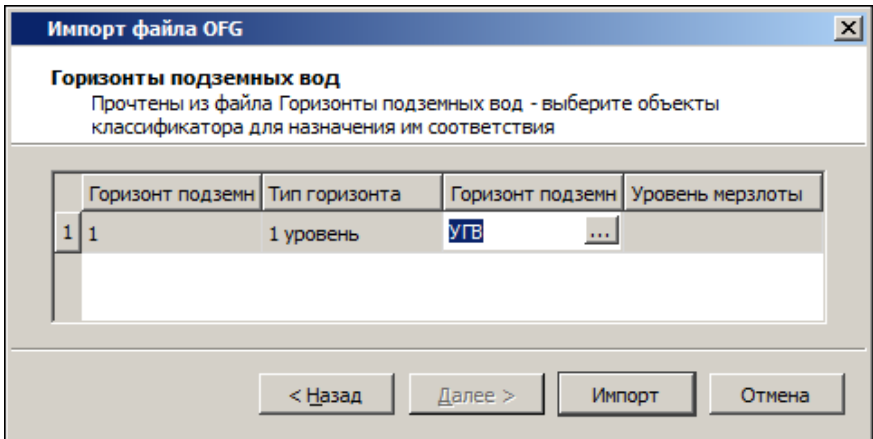 Импорт файла OFG
Горизонты подземных вод
Прочтены из файла Горизонты подземных вод - выберите объекты
классификатора для назначения им соответствия
Горизонт подземн Тип горизонта Горизонт подземн Уровень мерзлоты
1 1 1 уровень УГВ ...
< Назад Далее > Импорт Отмена